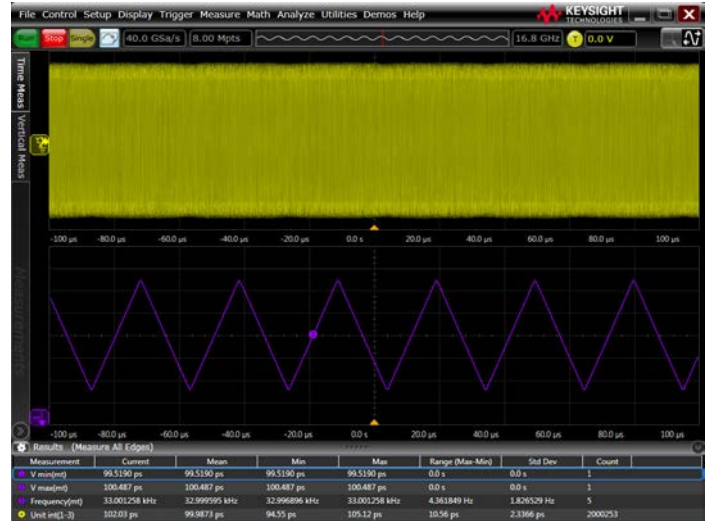 File Control Setup Display Trigger Measure Math Analyze Utilities Demos Help
KEYSIGHT
TECHNOLOGIES
Run Stop Single 40.0 GSa/s 8.00 Mpts 16.8 GHz T 0.0 V
Time Meas
Vertical Meas
Measurements
-100 µs -80.0 µs -60.0 µs -40.0 µs -20.0 µs 0.0 s 20.0 µs 40.0 µs 60.0 µs 80.0 µs 100 µs
-100 µs -80.0 µs -60.0 µs -40.0 µs -20.0 µs 0.0 s 20.0 µs 40.0 µs 60.0 µs 80.0 µs 100 µs
Results (Measure All Edges)
Measurement Current Mean Min Max Range (Max-Min) Std Dev Count
V min(mt) 99.5190 ps 99.5190 ps 99.5190 ps 99.5190 ps 0.0 s 0.0 s 1
V max(mt) 100.487 ps 100.487 ps 100.487 ps 100.487 ps 0.0 s 0.0 s 1
Frequency(mt) 33.001258 kHz 32.999595 kHz 32.996896 kHz 33.001258 kHz 4.361849 Hz 1.826529 Hz 5
Unit int(1-3) 102.03 ps 99.9873 ps 94.55 ps 105.12 ps 10.56 ps 2.3366 ps 2000253